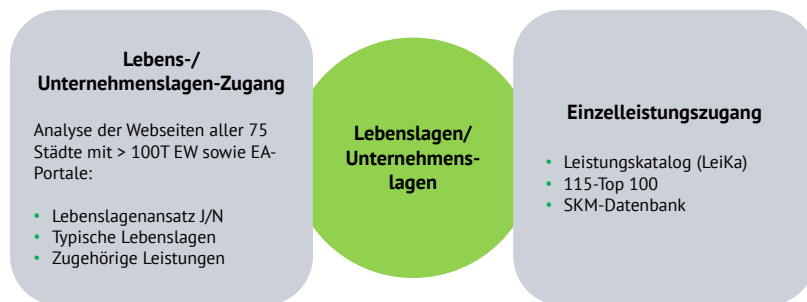 Lebens-/
Unternehmenslagen-Zugang
Analyse der Webseiten aller 75
Städte mit > 100T EW sowie EA-
Portale:
• Lebenslagenansatz J/N
• Typische Lebenslagen
• Zugehörige Leistungen
Lebenslagen/
Unternehmens-
lagen
Einzelleistungszugang
• Leistungskatalog (LeiKa)
• 115-Top 100
• SKM-Datenbank